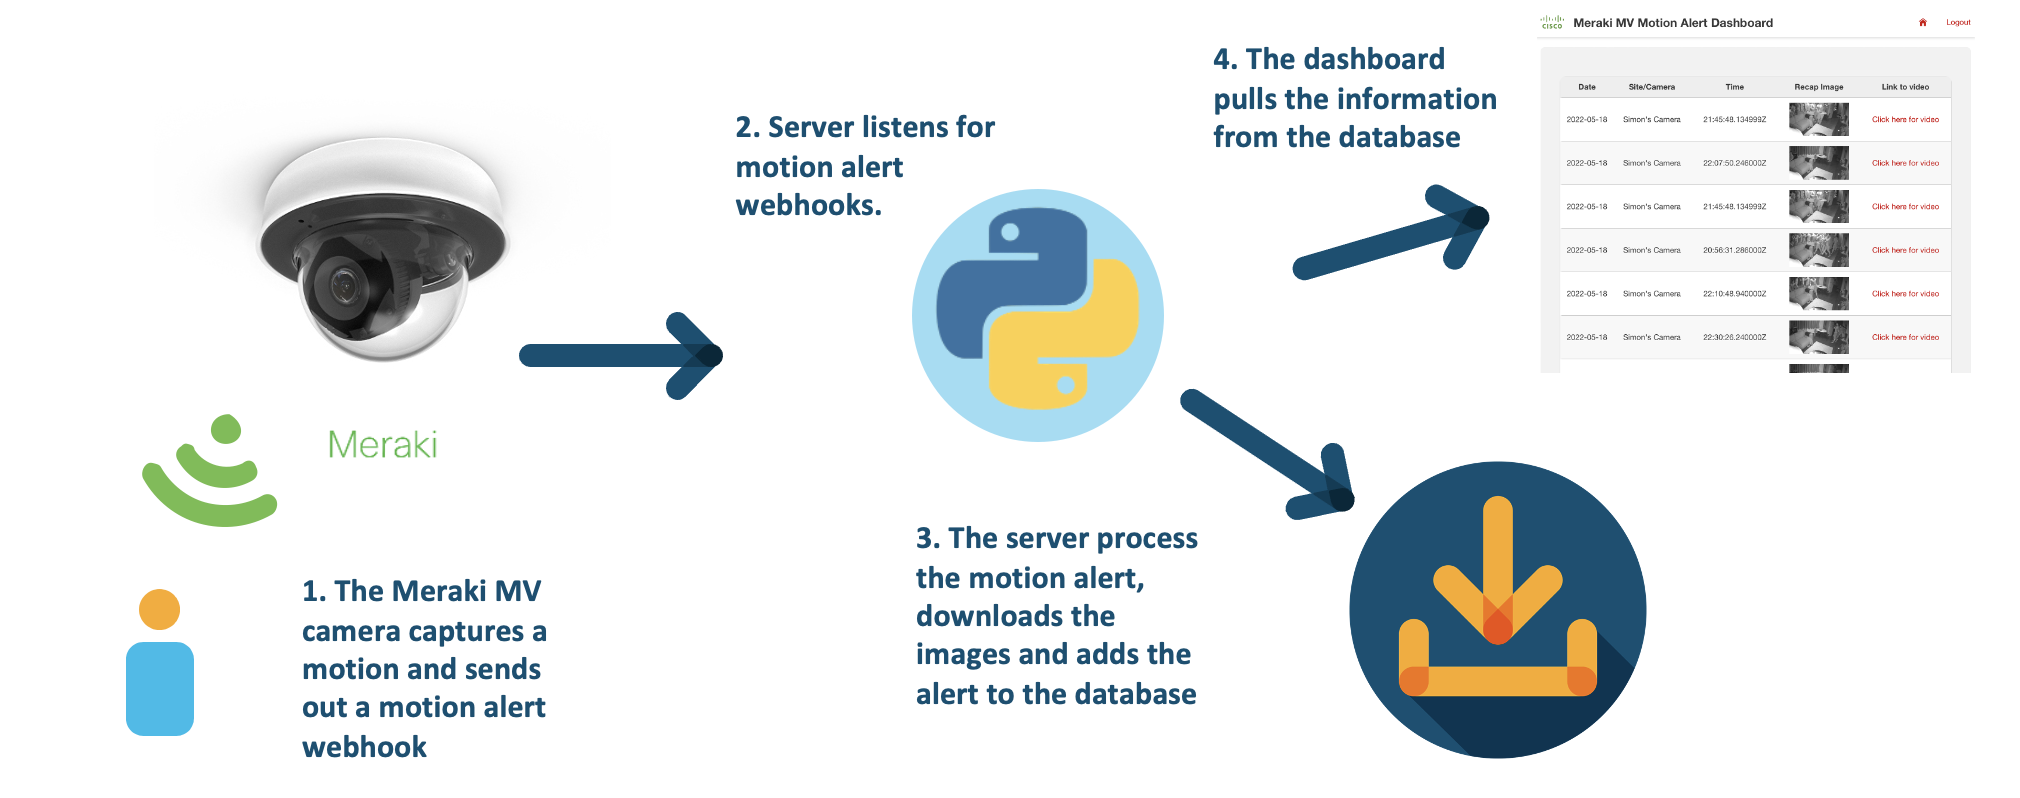 Meraki
1. The Meraki MV
camera captures a
motion and sends
out a motion alert
webhook
2. Server listens for
motion alert
webhooks.
3. The server process
the motion alert,
downloads the
images and adds the
alert to the database
4. The dashboard
pulls the information
from the database
CISCO Meraki MV Motion Alert Dashboard Logout
Date Site/Camera Time Recap Image Link to video
2022-05-18 Simon's Camera 21:45:48.134999Z Click here for video
2022-05-18 Simon's Camera 22:07:50.246000Z Click here for video
2022-05-18 Simon's Camera 21:45:48.134999Z Click here for video
2022-05-18 Simon's Camera 20:56:31.286000Z Click here for video
2022-05-18 Simon's Camera 22:10:48.940000Z Click here for video
2022-05-18 Simon's Camera 22:30:26.240000Z Click here for video